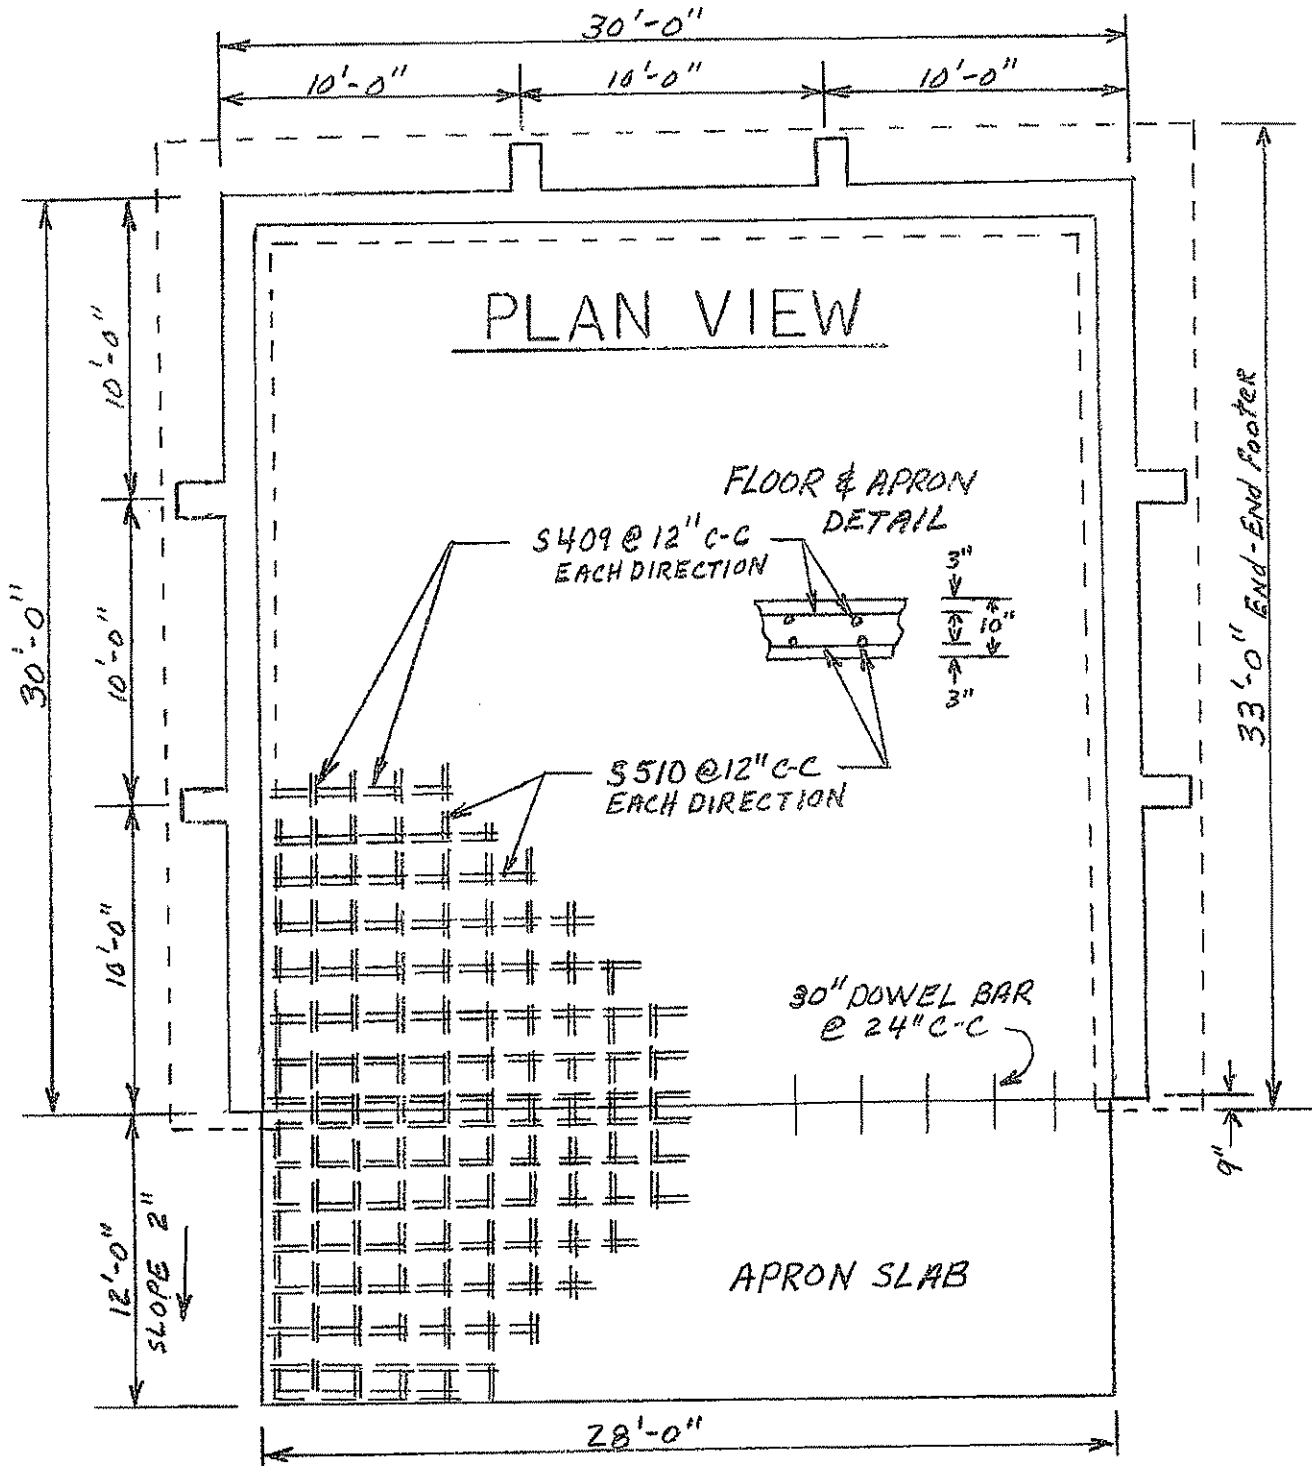 30'-0"
10'-0"
10'-0"
10'-0"
PLAN VIEW
10'-0"
FLOOR & APRON
DETAIL
S409 @ 12" C-C
EACH DIRECTION
3"
10"
3"
33'-0" End-End Footer
30'-0"
10'-0"
S510 @ 12" C-C
EACH DIRECTION
10'-0"
30" DOWEL BAR
@ 24" C-C
9"
12'-0"
SLOPE 2"
APRON SLAB
28'-0"